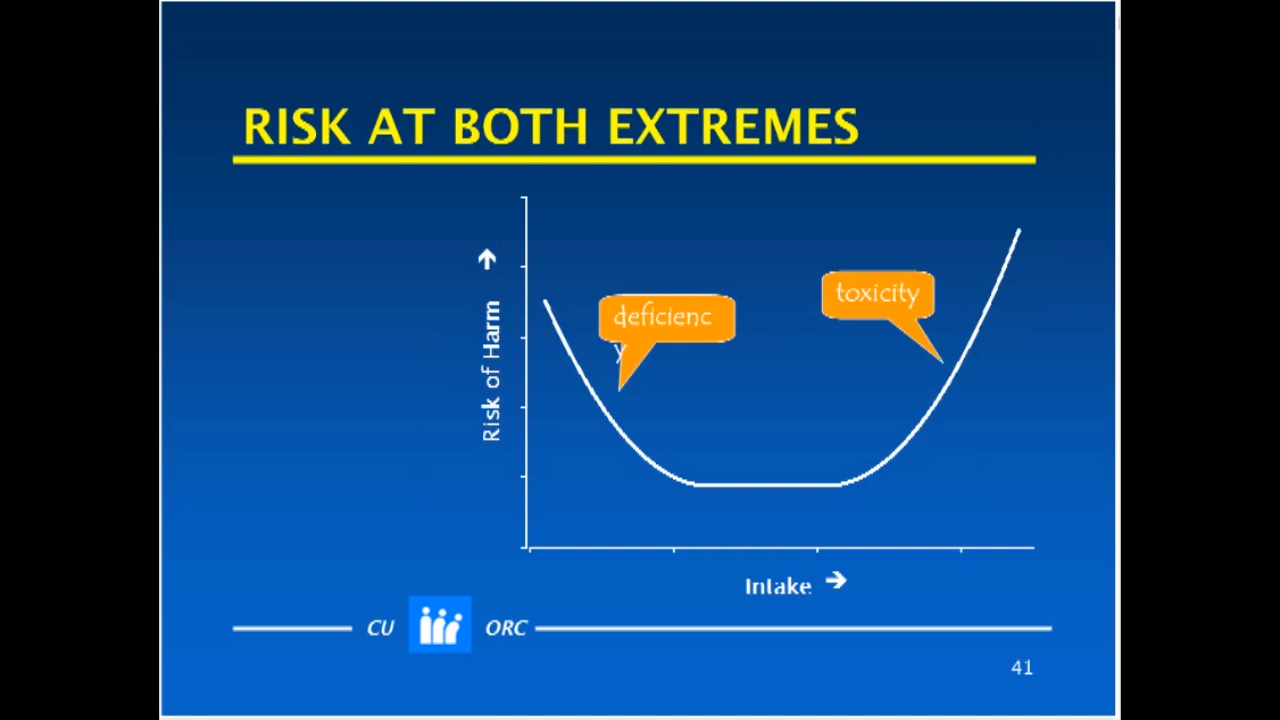 RISK AT BOTH EXTREMES
Risk of Harm →
deficienc
y
toxicity
Intake →
CU ORC
41